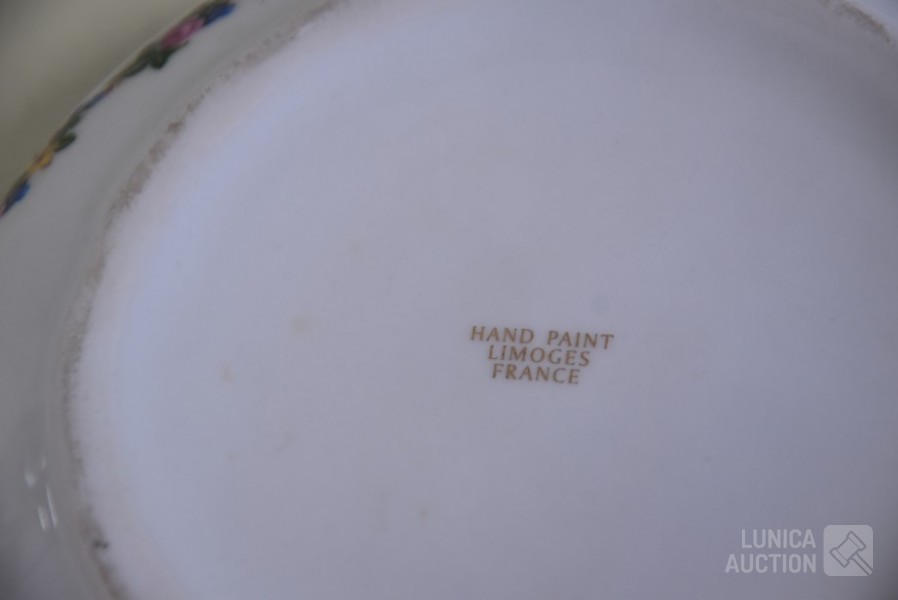 HAND PAINT
LIMOGES
FRANCE
LUNICA
AUCTION